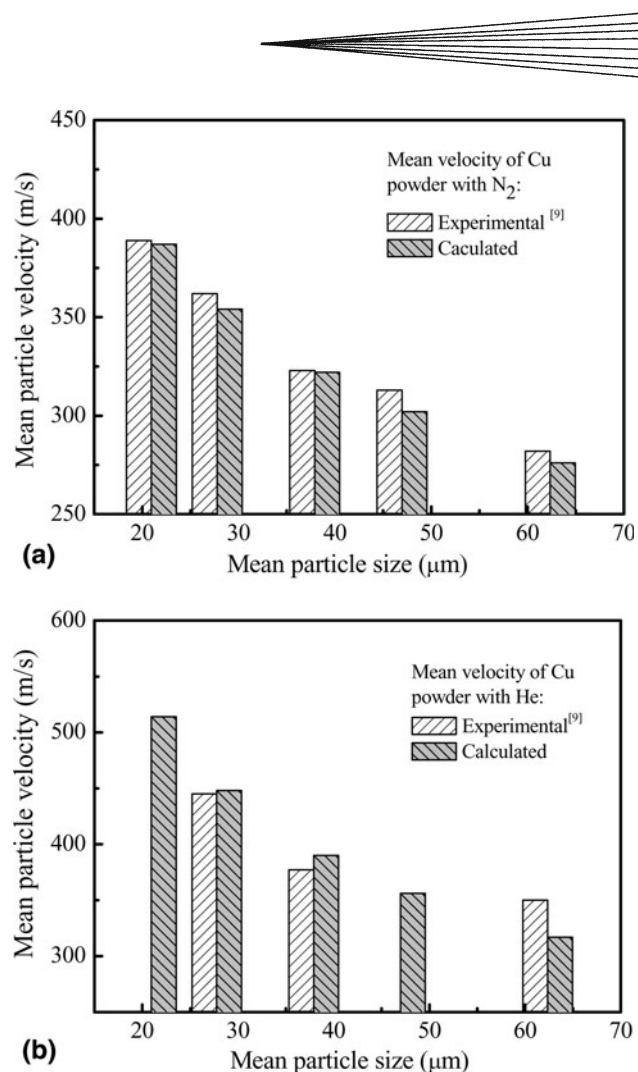 450
400
350
300
250
Mean particle velocity (m/s)
Mean velocity of Cu
powder with N2:
Experimental [9]
Caculated
20 30 40 50 60 70
Mean particle size (μm)
(a)
600
500
400
300
Mean particle velocity (m/s)
Mean velocity of Cu
powder with He:
Experimental[9]
Calculated
20 30 40 50 60 70
Mean particle size (μm)
(b)